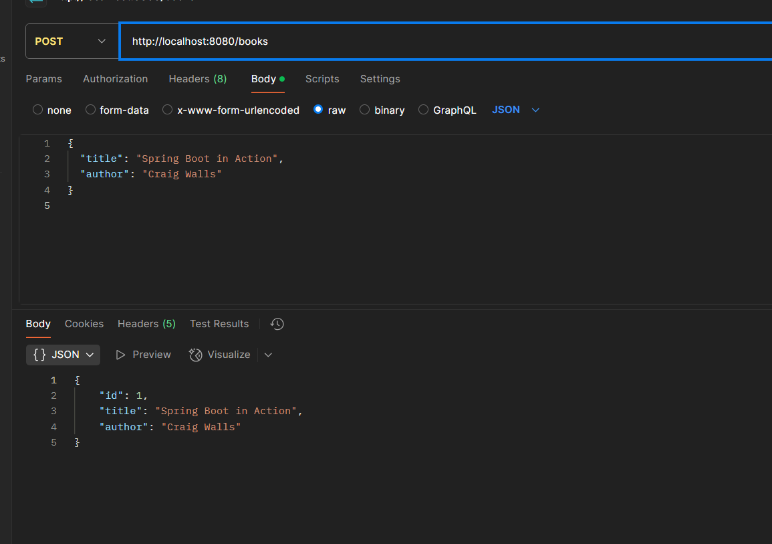 POST http://localhost:8080/books
Params Authorization Headers (8) Body Scripts Settings
none form-data x-www-form-urlencoded raw binary GraphQL JSON
1 {
2 "title": "Spring Boot in Action",
3 "author": "Craig Walls"
4 }
5
Body Cookies Headers (5) Test Results
{} JSON Preview Visualize
1 {
2 "id": 1,
3 "title": "Spring Boot in Action",
4 "author": "Craig Walls"
5 }